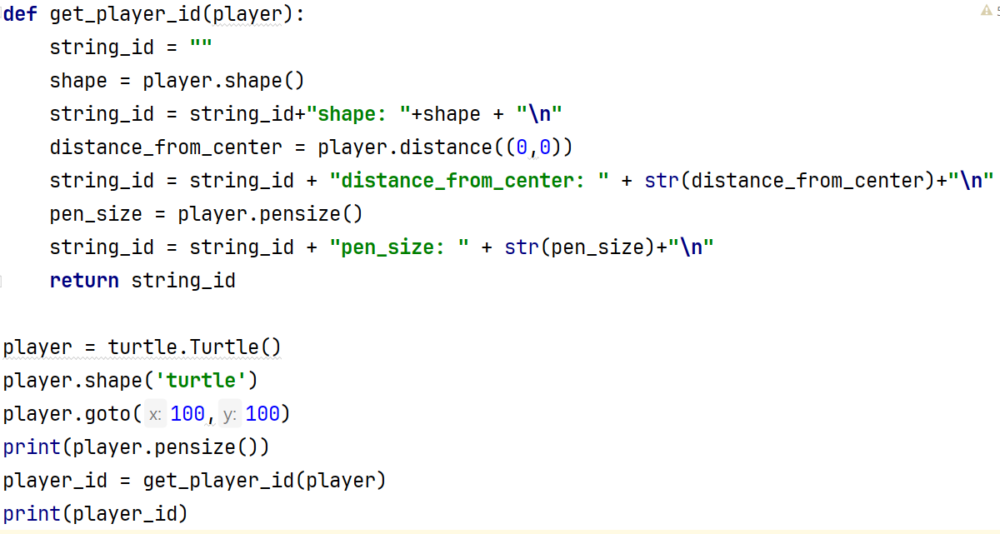 def get_player_id(player):
    string_id = ""
    shape = player.shape()
    string_id = string_id+"shape: "+shape + "\n"
    distance_from_center = player.distance((0,0))
    string_id = string_id + "distance_from_center: " + str(distance_from_center)+"\n"
    pen_size = player.pensize()
    string_id = string_id + "pen_size: " + str(pen_size)+"\n"
    return string_id

player = turtle.Turtle()
player.shape('turtle')
player.goto( x: 100, y: 100)
print(player.pensize())
player_id = get_player_id(player)
print(player_id)